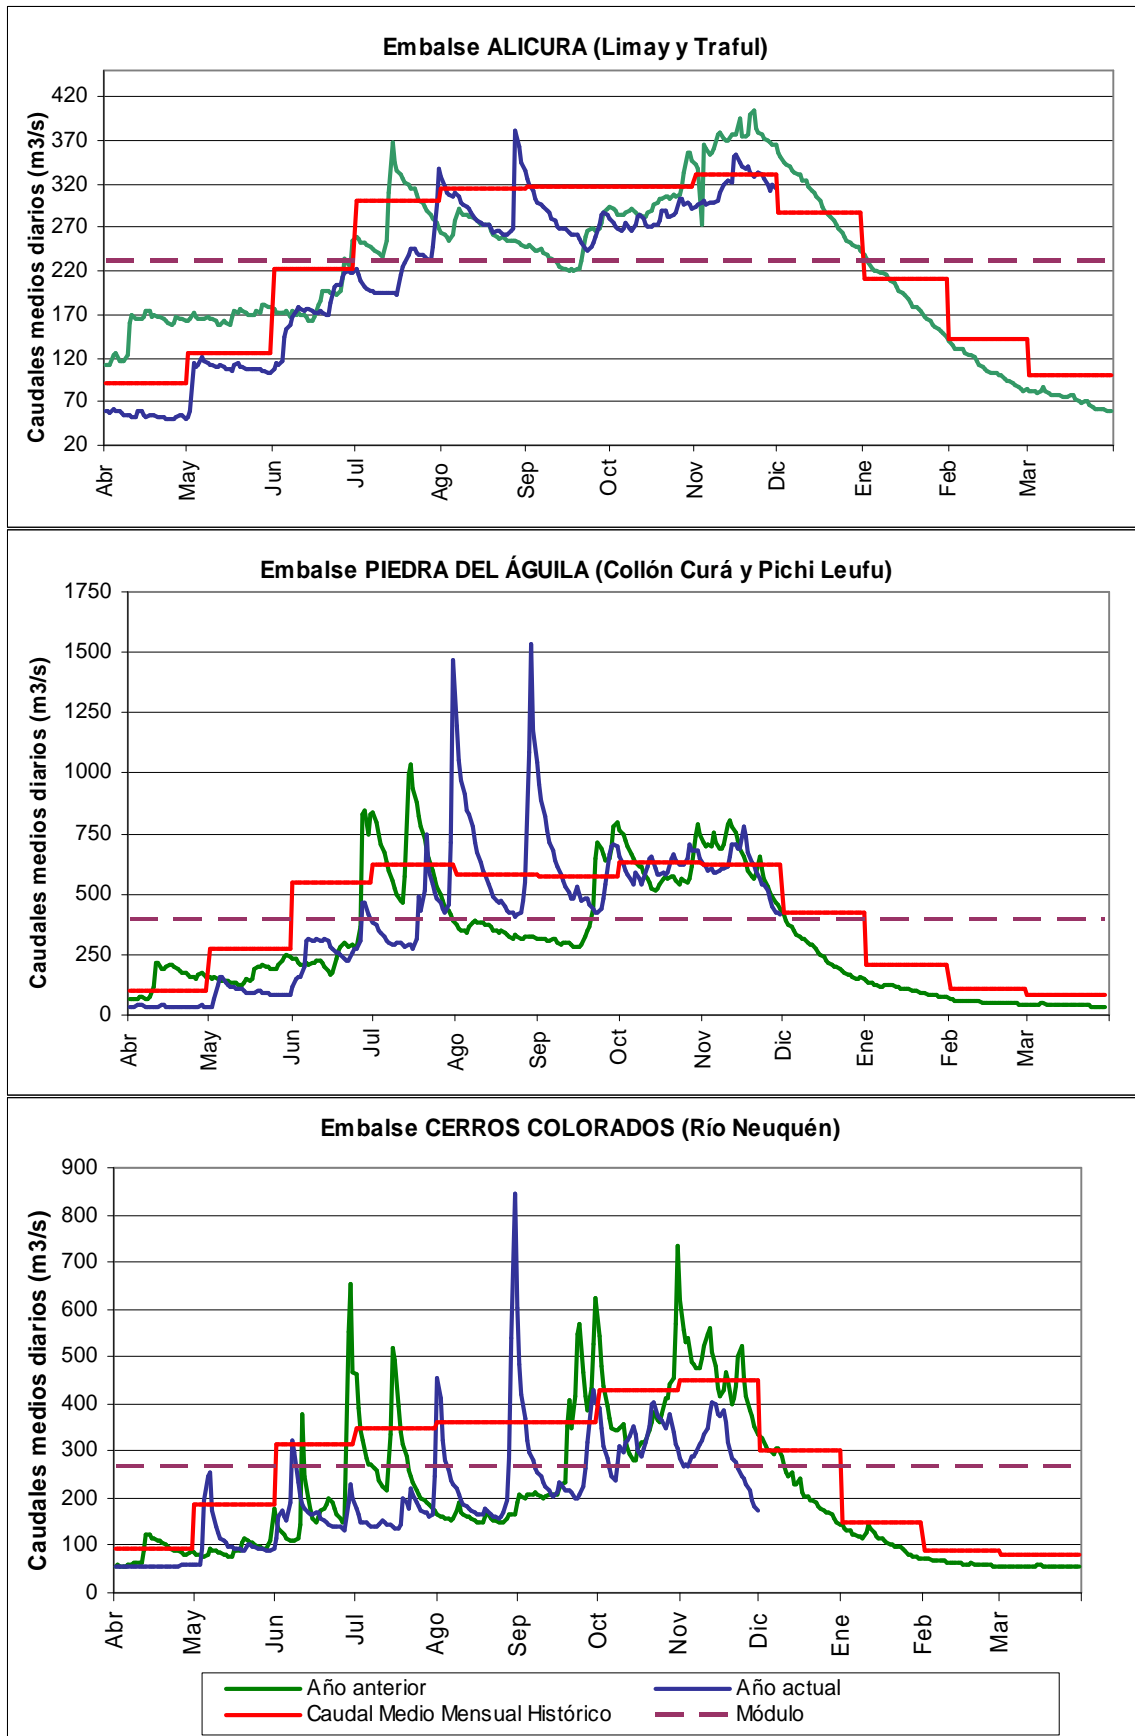 Embalse ALICURA (Limay y Traful)
Caudales medios diarios (m3/s)
420
370
320
270
220
170
120
70
20
Abr May Jun Jul Ago Sep Oct Nov Dic Ene Feb Mar
Embalse PIEDRA DEL ÁGUILA (Collón Curá y Pichi Leufu)
Caudales medios diarios (m3/s)
1750
1500
1250
1000
750
500
250
0
Abr May Jun Jul Ago Sep Oct Nov Dic Ene Feb Mar
Embalse CERROS COLORADOS (Río Neuquén)
Caudales medios diarios (m3/s)
900
800
700
600
500
400
300
200
100
0
Abr May Jun Jul Ago Sep Oct Nov Dic Ene Feb Mar
Año anterior Año actual
Caudal Medio Mensual Histórico Módulo